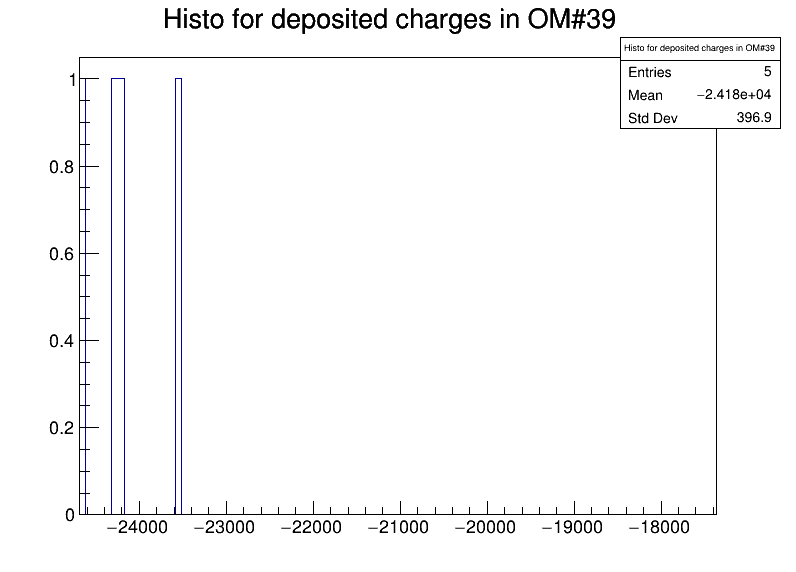 Histo for deposited charges in OM#39
Histo for deposited charges in OM#39
Entries 5
Mean −2.418e+04
Std Dev 396.9
1
0.8
0.6
0.4
0.2
0
−24000 −23000 −22000 −21000 −20000 −19000 −18000